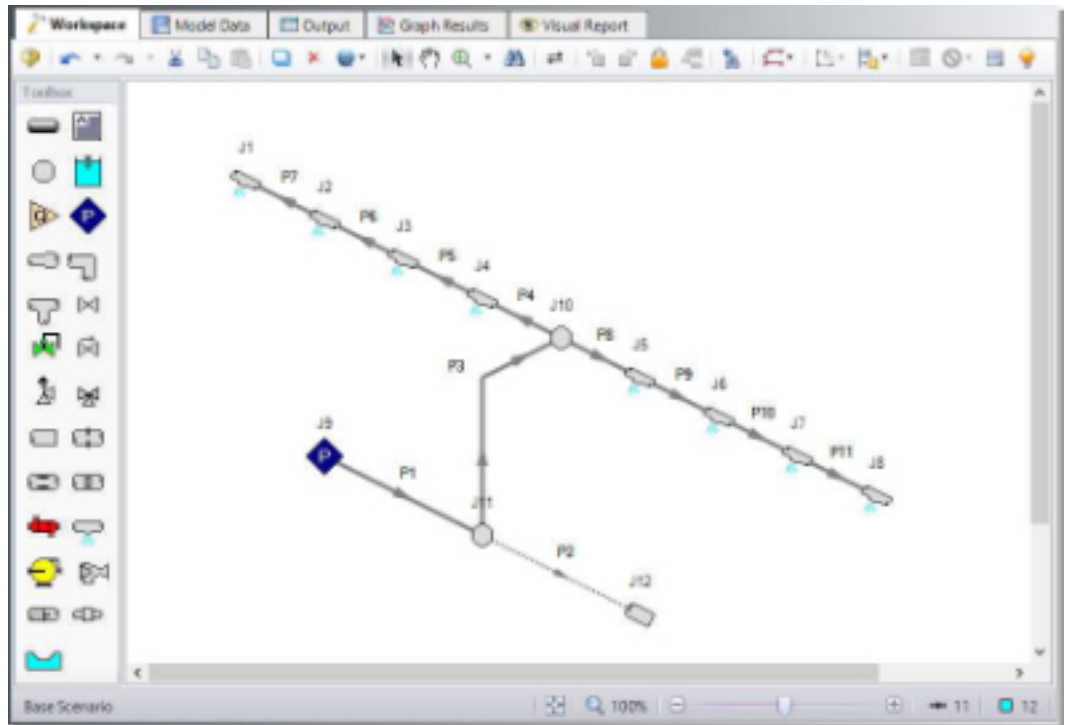 Workspace Model Data Output Graph Results Visual Report
Toolbox
J1
P7 J2
P6 J3
P5 J4
P4 J10
P8 J5
P3 P9 J6
P10 J7
J9 P11 J8
P
P1
J11
P2
J12
Base Scenario 100% 11 12